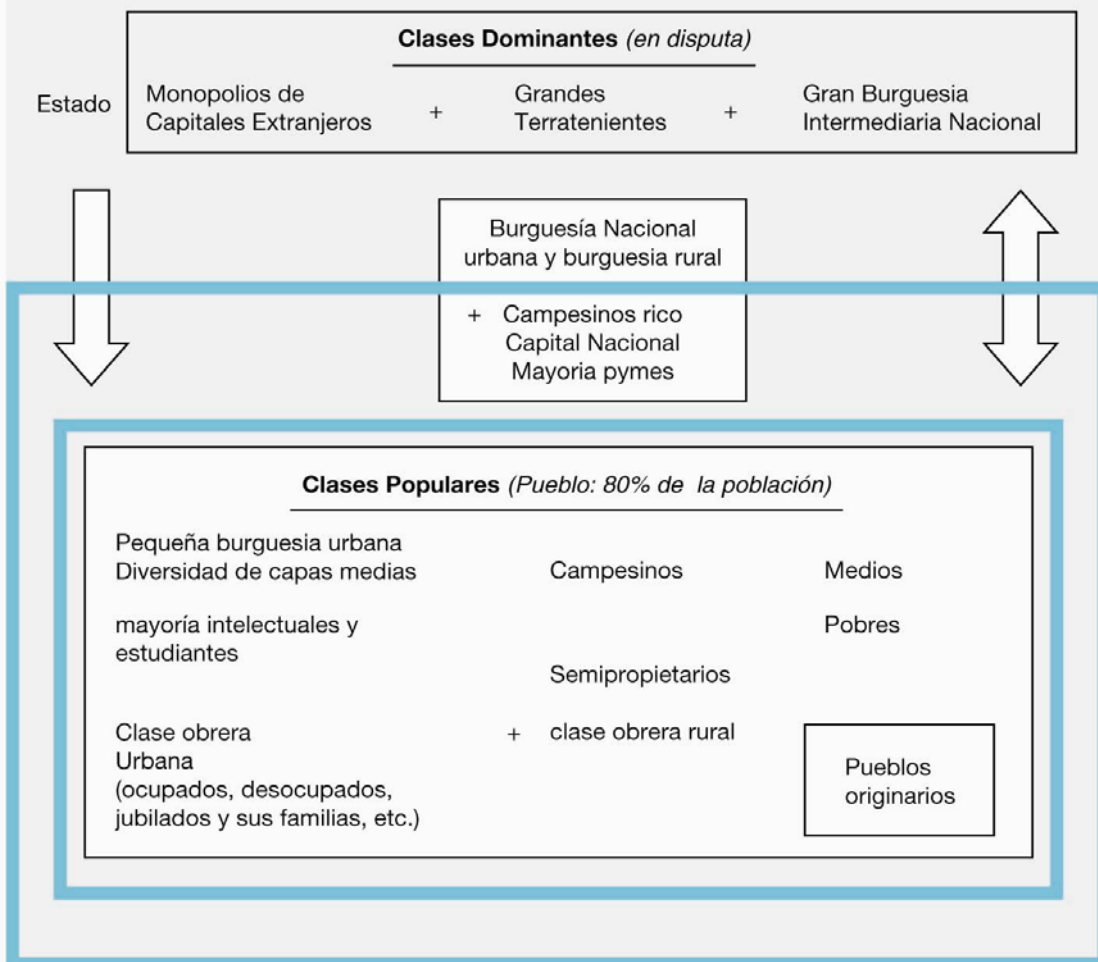 Clases Dominantes (en disputa)
Estado
Monopolios de
Capitales Extranjeros
+
Grandes
Terratenientes
+
Gran Burguesia
Intermediaria Nacional
Burguesía Nacional
urbana y burguesia rural
+ Campesinos rico
Capital Nacional
Mayoria pymes
Clases Populares (Pueblo: 80% de la población)
Pequeña burguesia urbana
Diversidad de capas medias
Campesinos
Medios
mayoría intelectuales y
estudiantes
Pobres
Semipropietarios
Clase obrera
Urbana
(ocupados, desocupados,
jubilados y sus familias, etc.)
+ clase obrera rural
Pueblos
originarios